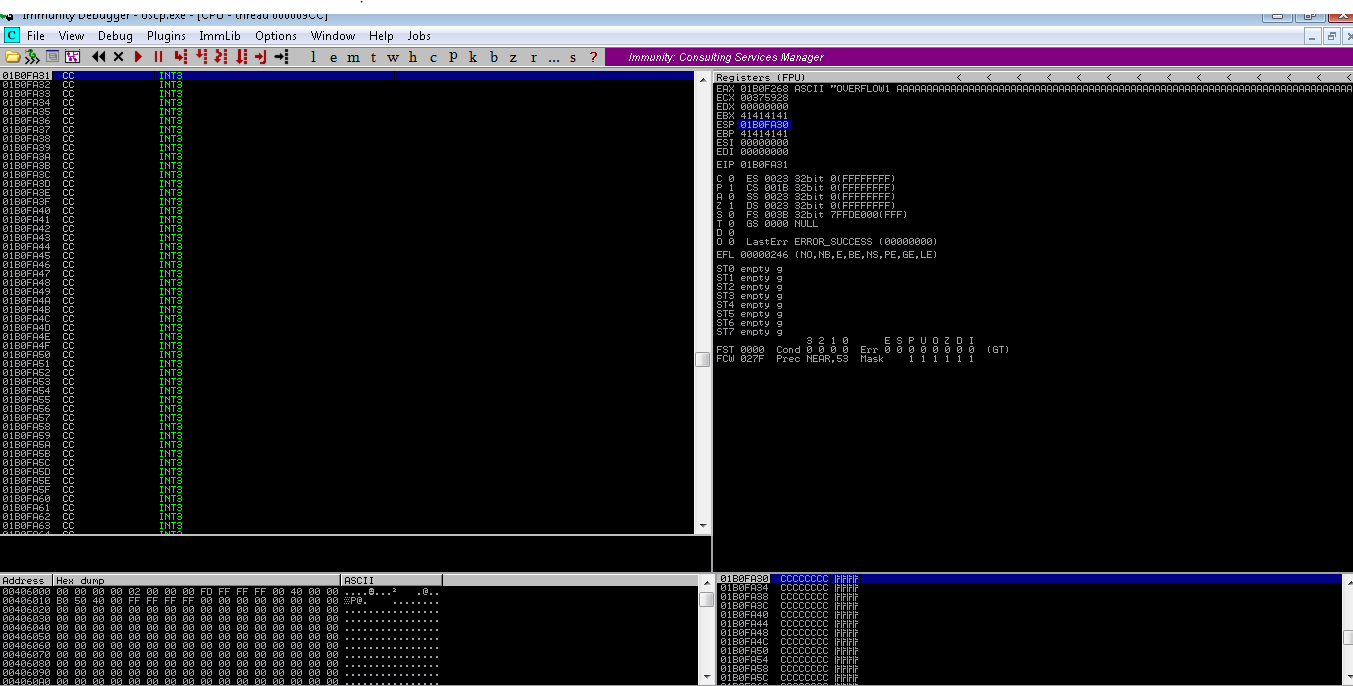 Immunity Debugger - oscp.exe - [CPU - thread 000009CC]
C File View Debug Plugins ImmLib Options Window Help Jobs
l e m t w h c P k b z r ... s ? Immunity: Consulting Services Manager
01B0FA31 CC INT3
01B0FA32 CC INT3
01B0FA33 CC INT3
01B0FA34 CC INT3
01B0FA35 CC INT3
01B0FA36 CC INT3
01B0FA37 CC INT3
01B0FA38 CC INT3
01B0FA39 CC INT3
01B0FA3A CC INT3
01B0FA3B CC INT3
01B0FA3C CC INT3
01B0FA3D CC INT3
01B0FA3E CC INT3
01B0FA3F CC INT3
01B0FA40 CC INT3
01B0FA41 CC INT3
01B0FA42 CC INT3
01B0FA43 CC INT3
01B0FA44 CC INT3
01B0FA45 CC INT3
01B0FA46 CC INT3
01B0FA47 CC INT3
01B0FA48 CC INT3
01B0FA49 CC INT3
01B0FA4A CC INT3
01B0FA4B CC INT3
01B0FA4C CC INT3
01B0FA4D CC INT3
01B0FA4E CC INT3
01B0FA4F CC INT3
01B0FA50 CC INT3
01B0FA51 CC INT3
01B0FA52 CC INT3
01B0FA53 CC INT3
01B0FA54 CC INT3
01B0FA55 CC INT3
01B0FA56 CC INT3
01B0FA57 CC INT3
01B0FA58 CC INT3
01B0FA59 CC INT3
01B0FA5A CC INT3
01B0FA5B CC INT3
01B0FA5C CC INT3
01B0FA5D CC INT3
01B0FA5E CC INT3
01B0FA5F CC INT3
01B0FA60 CC INT3
01B0FA61 CC INT3
01B0FA62 CC INT3
01B0FA63 CC INT3
Registers (FPU) < < < < < < < < < < < < < <
EAX 01B0F268 ASCII "OVERFLOW1 AAAAAAAAAAAAAAAAAAAAAAAAAAAAAAAAAAAAAAAAAAAAAAAAAAAAAAAAAAAAAAAAAAAAAAAAAAAA
ECX 00375928
EDX 00000000
EBX 41414141
ESP 01B0FA30
EBP 41414141
ESI 00000000
EDI 00000000
EIP 01B0FA31
C 0 ES 0023 32bit 0(FFFFFFFF)
P 1 CS 001B 32bit 0(FFFFFFFF)
A 0 SS 0023 32bit 0(FFFFFFFF)
Z 1 DS 0023 32bit 0(FFFFFFFF)
S 0 FS 003B 32bit 7FFDE000(FFF)
T 0 GS 0000 NULL
D 0
O 0 LastErr ERROR_SUCCESS (00000000)
EFL 00000246 (NO,NB,E,BE,NS,PE,GE,LE)
ST0 empty g
ST1 empty g
ST2 empty g
ST3 empty g
ST4 empty g
ST5 empty g
ST6 empty g
ST7 empty g
3 2 1 0 E S P U O Z D I
FST 0000 Cond 0 0 0 0 Err 0 0 0 0 0 0 0 0 (GT)
FCW 027F Prec NEAR,53 Mask 1 1 1 1 1 1
Address Hex dump ASCII
00406000 00 00 00 00 02 00 00 00 FD FF FF FF 00 40 00 00
00406010 B0 50 40 00 FF FF FF FF 00 00 00 00 00 00 00 00
00406020 00 00 00 00 00 00 00 00 00 00 00 00 00 00 00 00 ................
00406030 00 00 00 00 00 00 00 00 00 00 00 00 00 00 00 00 ................
00406040 00 00 00 00 00 00 00 00 00 00 00 00 00 00 00 00 ................
00406050 00 00 00 00 00 00 00 00 00 00 00 00 00 00 00 00 ................
00406060 00 00 00 00 00 00 00 00 00 00 00 00 00 00 00 00 ................
00406070 00 00 00 00 00 00 00 00 00 00 00 00 00 00 00 00 ................
00406080 00 00 00 00 00 00 00 00 00 00 00 00 00 00 00 00 ................
00406090 00 00 00 00 00 00 00 00 00 00 00 00 00 00 00 00 ................
004060A0 00 00 00 00 00 00 00 00 00 00 00 00 00 00 00 00 ................
01B0FA30 CCCCCCCC ╠╠╠╠
01B0FA34 CCCCCCCC ╠╠╠╠
01B0FA38 CCCCCCCC ╠╠╠╠
01B0FA3C CCCCCCCC ╠╠╠╠
01B0FA40 CCCCCCCC ╠╠╠╠
01B0FA44 CCCCCCCC ╠╠╠╠
01B0FA48 CCCCCCCC ╠╠╠╠
01B0FA4C CCCCCCCC ╠╠╠╠
01B0FA50 CCCCCCCC ╠╠╠╠
01B0FA54 CCCCCCCC ╠╠╠╠
01B0FA58 CCCCCCCC ╠╠╠╠
01B0FA5C CCCCCCCC ╠╠╠╠